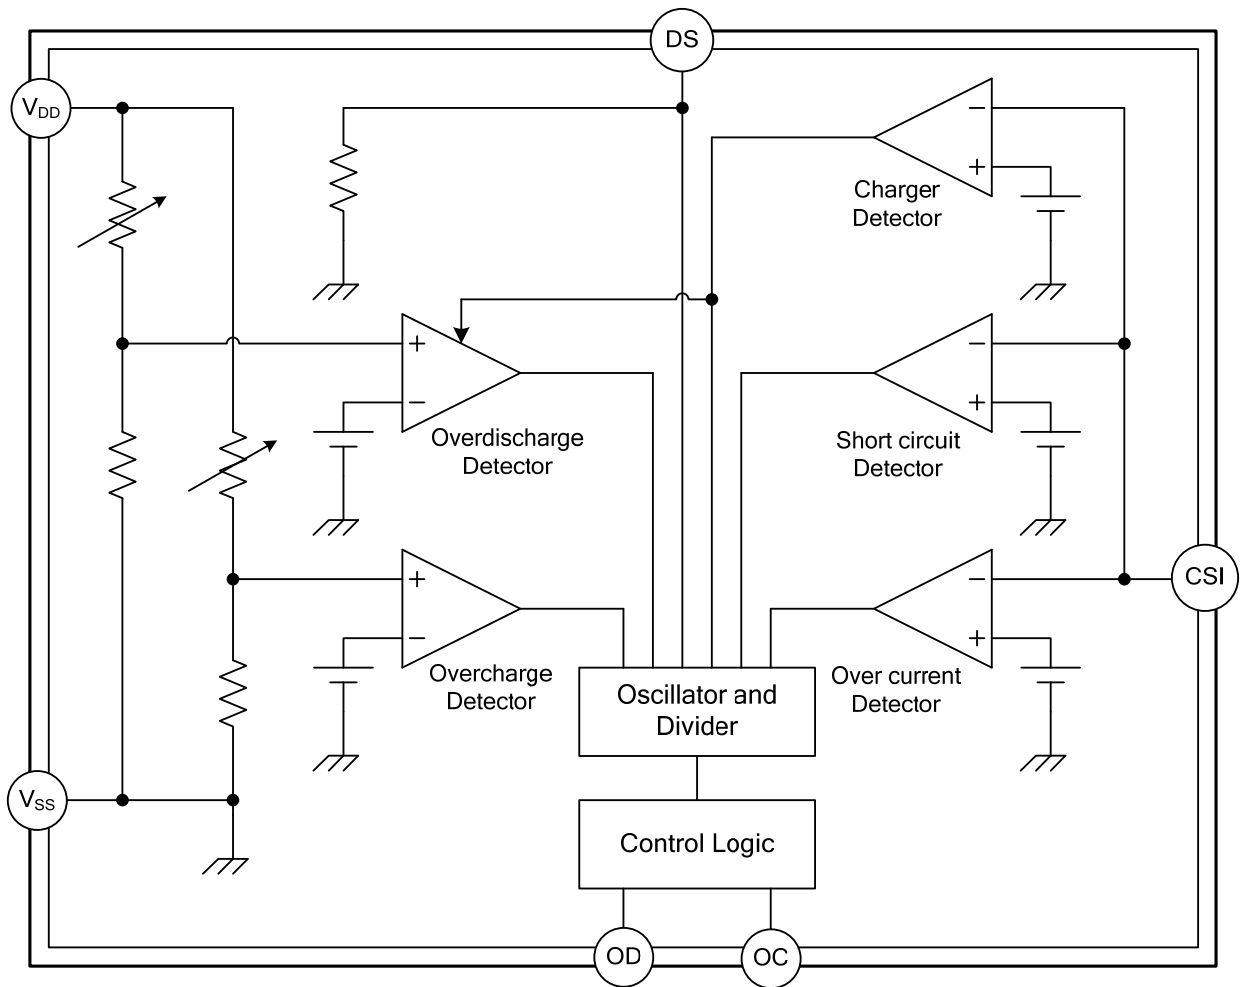 DS
VDD
−
+
Charger
Detector
+
−
Overdischarge
Detector
−
+
Short circuit
Detector
+
−
Overcharge
Detector
−
+
Over current
Detector
CSI
Oscillator and
Divider
VSS
Control Logic
OD
OC